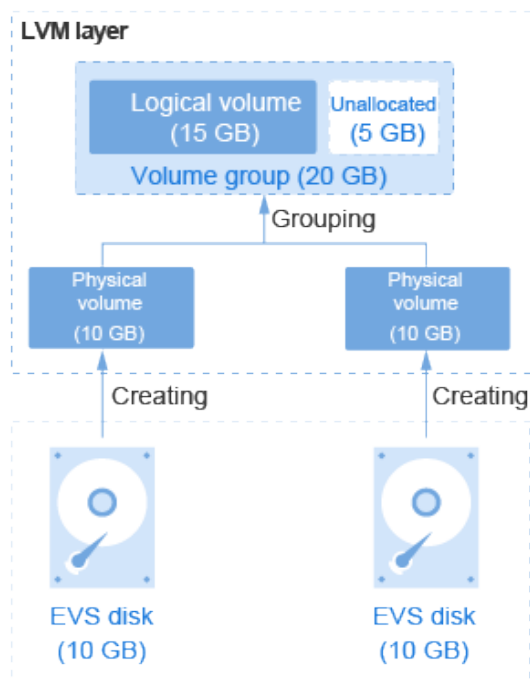 LVM layer
Logical volume
(15 GB)
Unallocated
(5 GB)
Volume group (20 GB)
Grouping
Physical
volume
(10 GB)
Physical
volume
(10 GB)
Creating
Creating
EVS disk
(10 GB)
EVS disk
(10 GB)